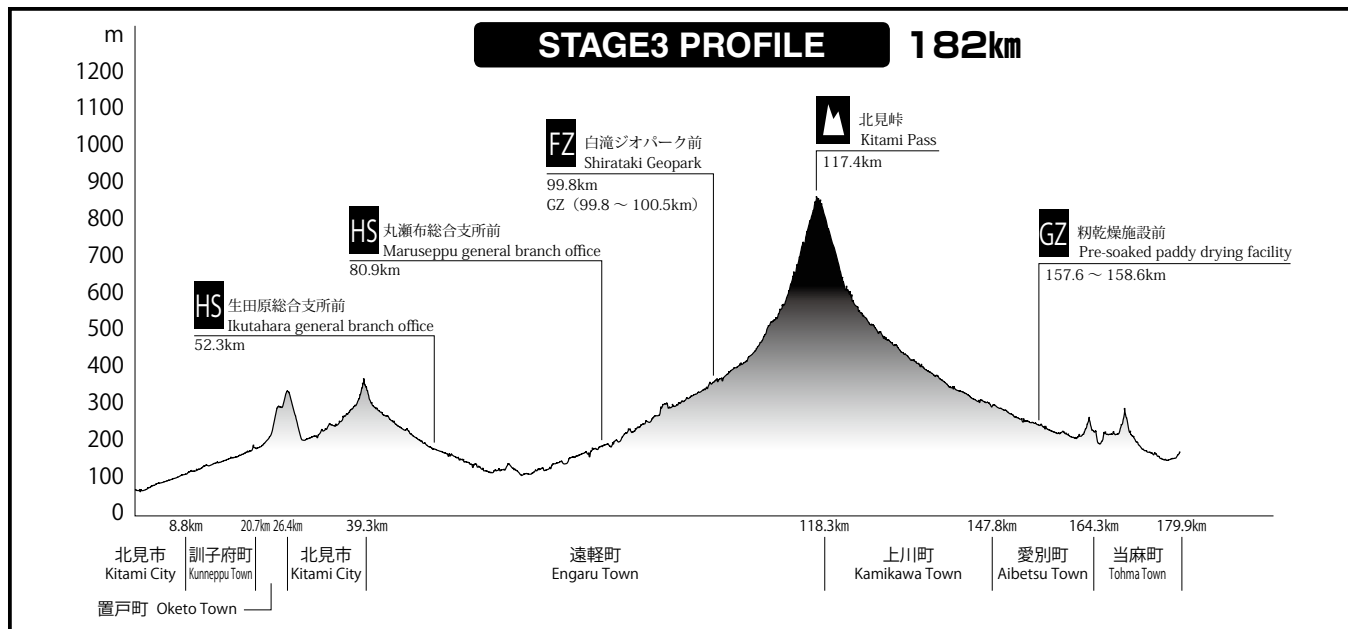 STAGE3 PROFILE 182km
m
1200
1100
1000
900
800
700
600
500
400
300
200
100
0
HS 生田原総合支所前
Ikutahara general branch office
52.3km
HS 丸瀬布総合支所前
Maruseppu general branch office
80.9km
FZ 白滝ジオパーク前
Shirataki Geopark
99.8km
GZ（99.8 ～ 100.5km）
北見峠
Kitami Pass
117.4km
GZ 籾乾燥施設前
Pre-soaked paddy drying facility
157.6 ～ 158.6km
8.8km 20.7km 26.4km 39.3km 118.3km 147.8km 164.3km 179.9km
北見市 訓子府町 北見市 遠軽町 上川町 愛別町 当麻町
Kitami City Kunneppu Town Kitami City Engaru Town Kamikawa Town Aibetsu Town Tohma Town
置戸町 Oketo Town